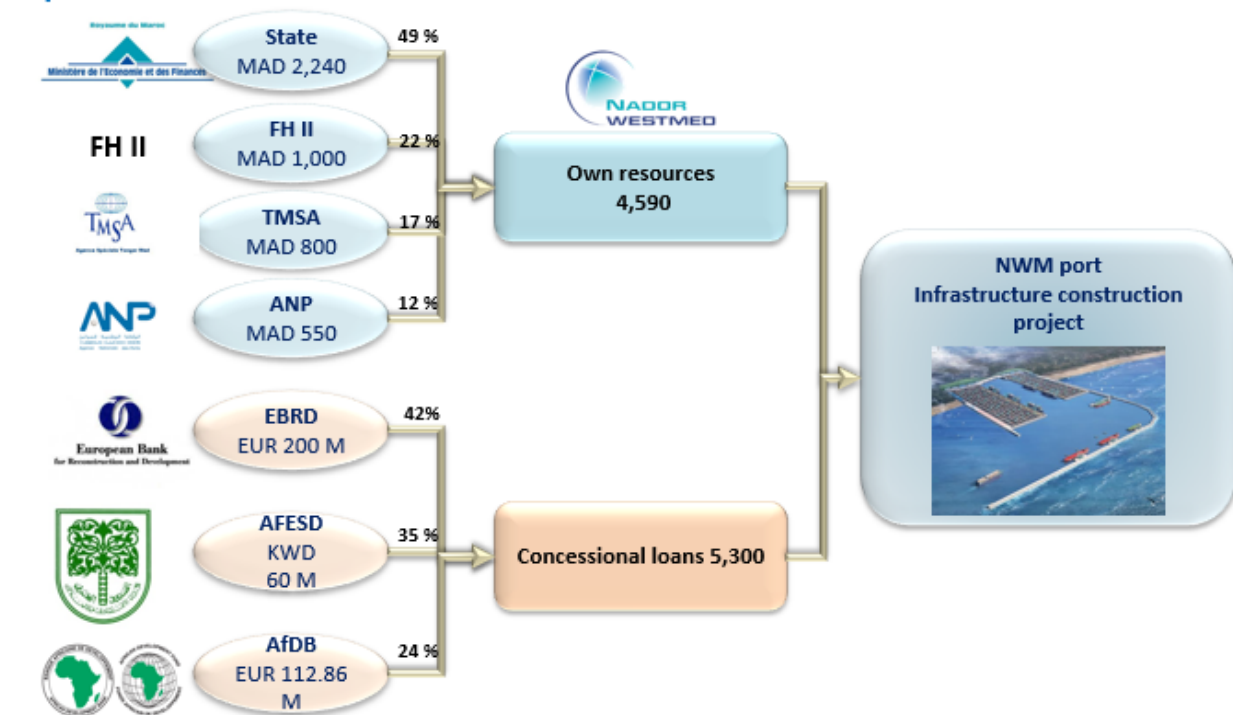 Royaume du Maroc
Ministère de l'Economie et des Finances
State
MAD 2,240
49 %
NADOR
WESTMED
FH II
FH II
MAD 1,000
22 %
Own resources
4,590
TMSA
TMSA
MAD 800
17 %
NWM port
Infrastructure construction
project
ANP
ANP
MAD 550
12 %
European Bank
for Reconstruction and Development
EBRD
EUR 200 M
42%
AFESD
KWD
60 M
35 %
Concessional loans 5,300
AfDB
EUR 112.86
M
24 %